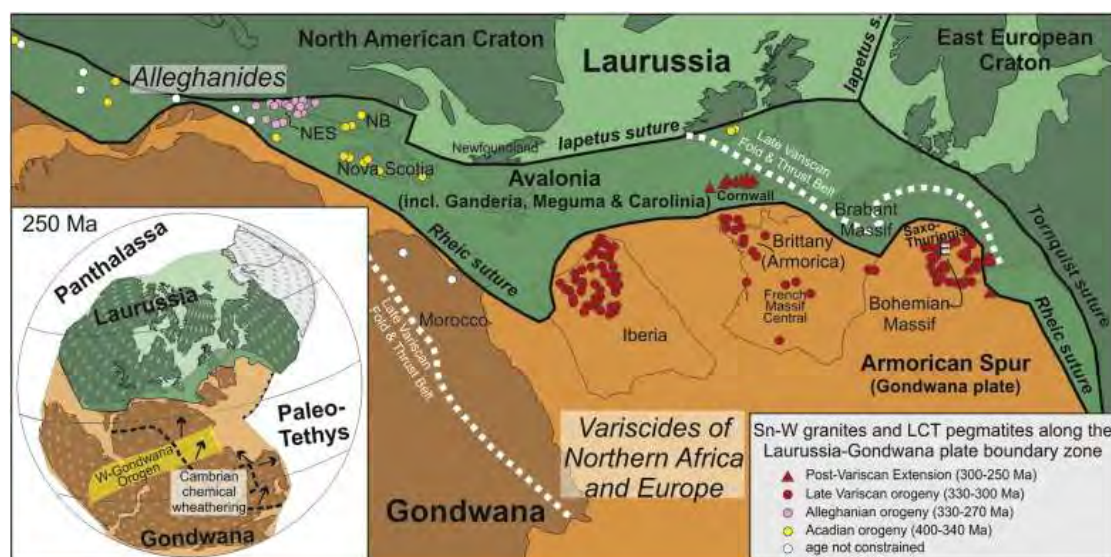 North American Craton
Laurussia
East European
Craton
Iapetus s.
Alleghanides
NES
NB
Newfoundland
Iapetus suture
Nova Scotia
Avalonia
(incl. Ganderia, Meguma & Carolinia)
Cornwall
Late Variscan
Fold & Thrust Belt
Brabant
Massif
Saxo-
Thuringia
Tornquist suture
Rheic suture
Rheic suture
Brittany
(Armorica)
French
Massif
Central
Bohemian
Massif
Iberia
Morocco
Late Variscan
Fold & Thrust Belt
Armorican Spur
(Gondwana plate)
Variscides of
Northern Africa
and Europe
Gondwana
250 Ma
Panthalassa
Laurussia
Paleo-
Tethys
W-Gondwana
Orogen
Cambrian
chemical
wheathering
Gondwana
Sn-W granites and LCT pegmatites along the
Laurussia-Gondwana plate boundary zone
Post-Variscan Extension (300-250 Ma)
Late Variscan orogeny (330-300 Ma)
Alleghanian orogeny (330-270 Ma)
Acadian orogeny (400-340 Ma)
age not constrained